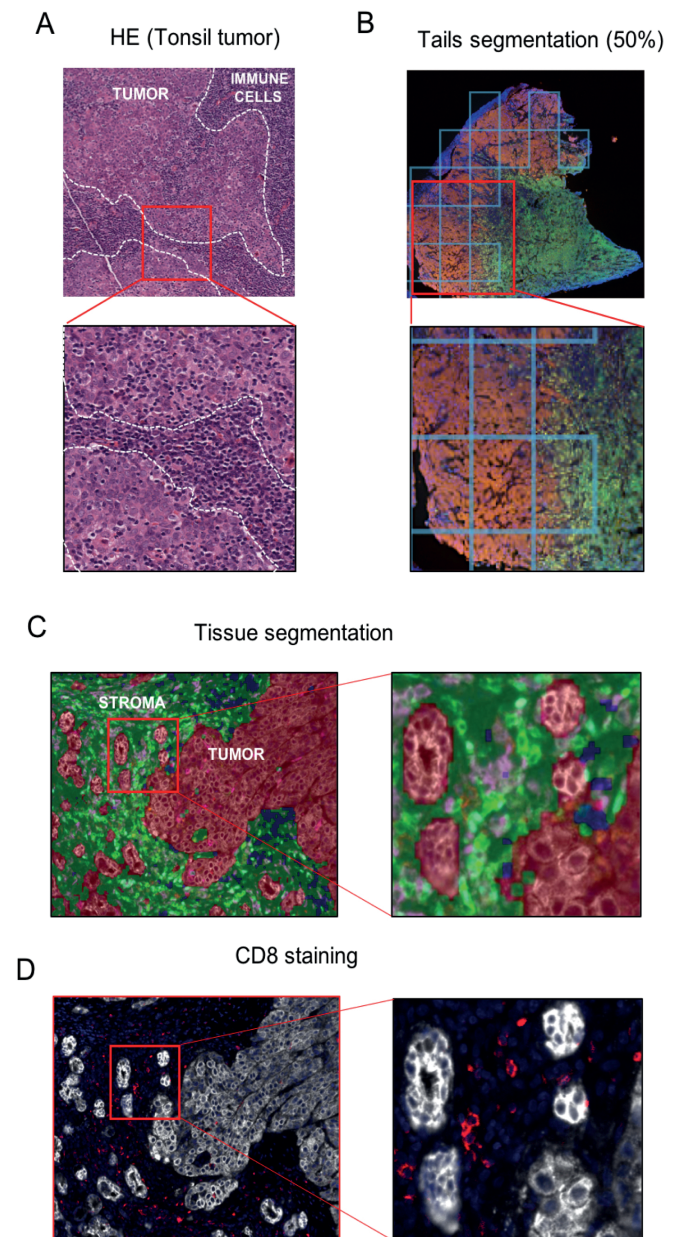 A
HE (Tonsil tumor)
TUMOR
IMMUNE
CELLS
B
Tails segmentation (50%)
C
Tissue segmentation
STROMA
TUMOR
D
CD8 staining